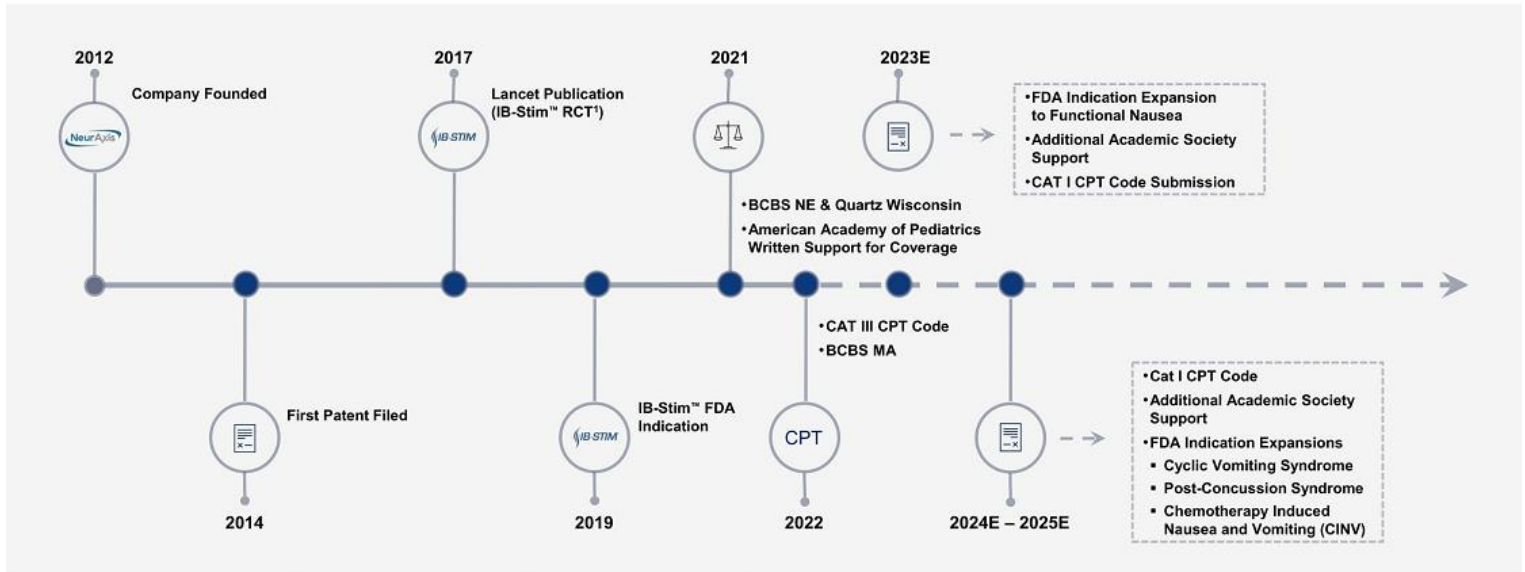 2012
Company Founded
NeurAxis
2017
Lancet Publication
(IB-Stim™ RCT¹)
IB-STIM
2021
•BCBS NE & Quartz Wisconsin
•American Academy of Pediatrics
Written Support for Coverage
2023E
•FDA Indication Expansion
to Functional Nausea
•Additional Academic Society
Support
•CAT I CPT Code Submission
First Patent Filed
2014
IB-Stim™ FDA
Indication
IB-STIM
2019
•CAT III CPT Code
•BCBS MA
CPT
2022
2024E – 2025E
•Cat I CPT Code
•Additional Academic Society
Support
•FDA Indication Expansions
▪ Cyclic Vomiting Syndrome
▪ Post-Concussion Syndrome
▪ Chemotherapy Induced
Nausea and Vomiting (CINV)